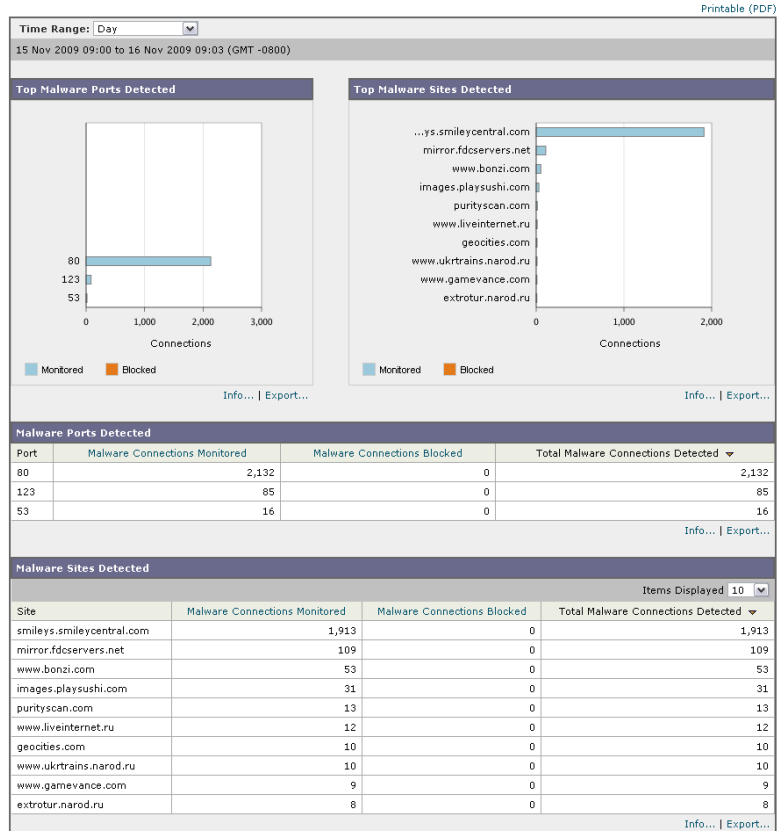 Printable (PDF)
Time Range: Day
15 Nov 2009 09:00 to 16 Nov 2009 09:03 (GMT -0800)
Top Malware Ports Detected
80
123
53
0 1,000 2,000 3,000
Connections
Monitored Blocked
Info... | Export...
Top Malware Sites Detected
...ys.smileycentral.com
mirror.fdcservers.net
www.bonzi.com
images.playsushi.com
purityscan.com
www.liveinternet.ru
geocities.com
www.ukrtrains.narod.ru
www.gamevance.com
extrotur.narod.ru
0 1,000 2,000
Connections
Monitored Blocked
Info... | Export...
Malware Ports Detected
Port Malware Connections Monitored Malware Connections Blocked Total Malware Connections Detected
80 2,132 0 2,132
123 85 0 85
53 16 0 16
Info... | Export...
Malware Sites Detected
Items Displayed 10
Site Malware Connections Monitored Malware Connections Blocked Total Malware Connections Detected
smileys.smileycentral.com 1,913 0 1,913
mirror.fdcservers.net 109 0 109
www.bonzi.com 53 0 53
images.playsushi.com 31 0 31
purityscan.com 13 0 13
www.liveinternet.ru 12 0 12
geocities.com 10 0 10
www.ukrtrains.narod.ru 10 0 10
www.gamevance.com 9 0 9
extrotur.narod.ru 8 0 8
Info... | Export...